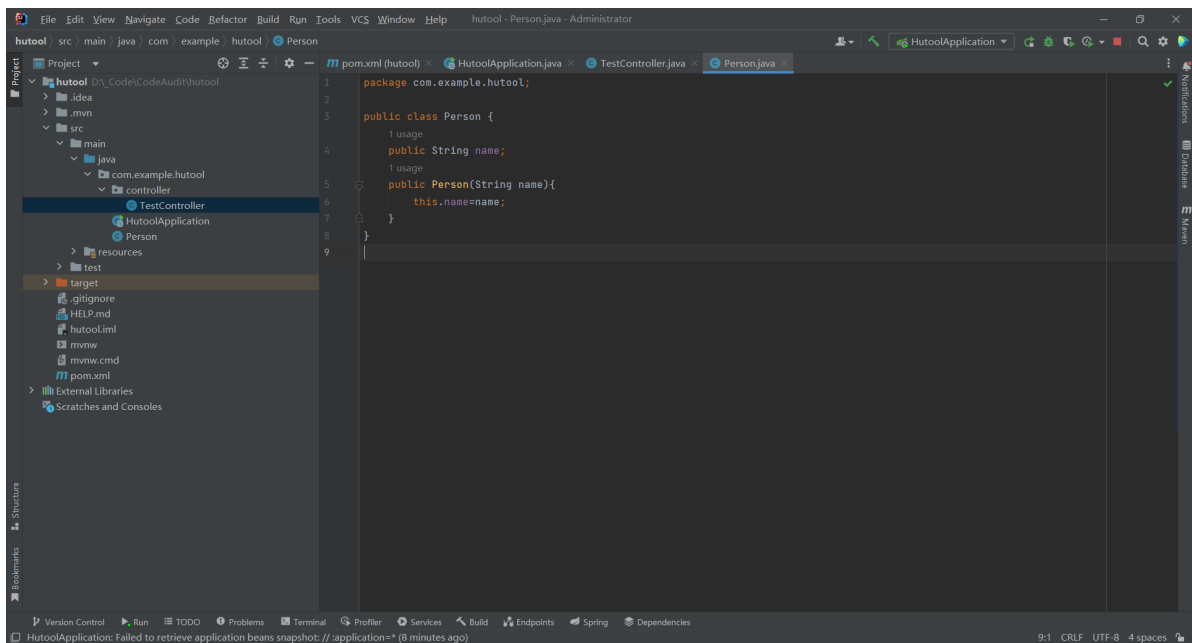 File Edit View Navigate Code Refactor Build Run Tools VCS Window Help hutool - Person.java - Administrator
hutool src main java com example hutool Person
HutoolApplication
Project
pom.xml (hutool) HutoolApplication.java TestController.java Person.java
Project
Notifications
Database
Maven
Structure
Bookmarks
hutool D:\_Code\CodeAudit\hutool
.idea
.mvn
src
main
java
com.example.hutool
controller
TestController
HutoolApplication
Person
resources
test
target
.gitignore
HELP.md
hutool.iml
mvnw
mvnw.cmd
pom.xml
External Libraries
Scratches and Consoles
1 package com.example.hutool;
2
3 public class Person {
1 usage
4 public String name;
1 usage
5 public Person(String name){
6 this.name=name;
7 }
8 }
9
Version Control Run TODO Problems Terminal Profiler Services Build Endpoints Spring Dependencies
HutoolApplication: Failed to retrieve application beans snapshot: // :application=* (8 minutes ago) 9:1 CRLF UTF-8 4 spaces